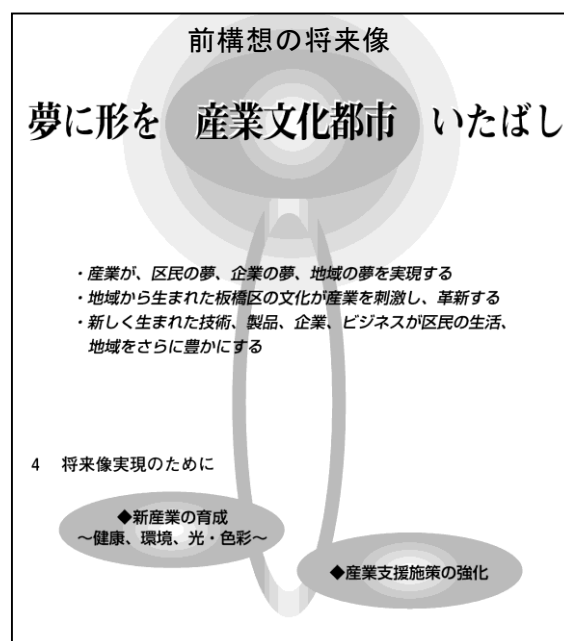 前構想の将来像
夢に形を 産業文化都市 いたばし
・産業が、区民の夢、企業の夢、地域の夢を実現する
・地域から生まれた板橋区の文化が産業を刺激し、革新する
・新しく生まれた技術、製品、企業、ビジネスが区民の生活、
地域をさらに豊かにする
4 将来像実現のために
◆新産業の育成
～健康、環境、光・色彩～
◆産業支援施策の強化